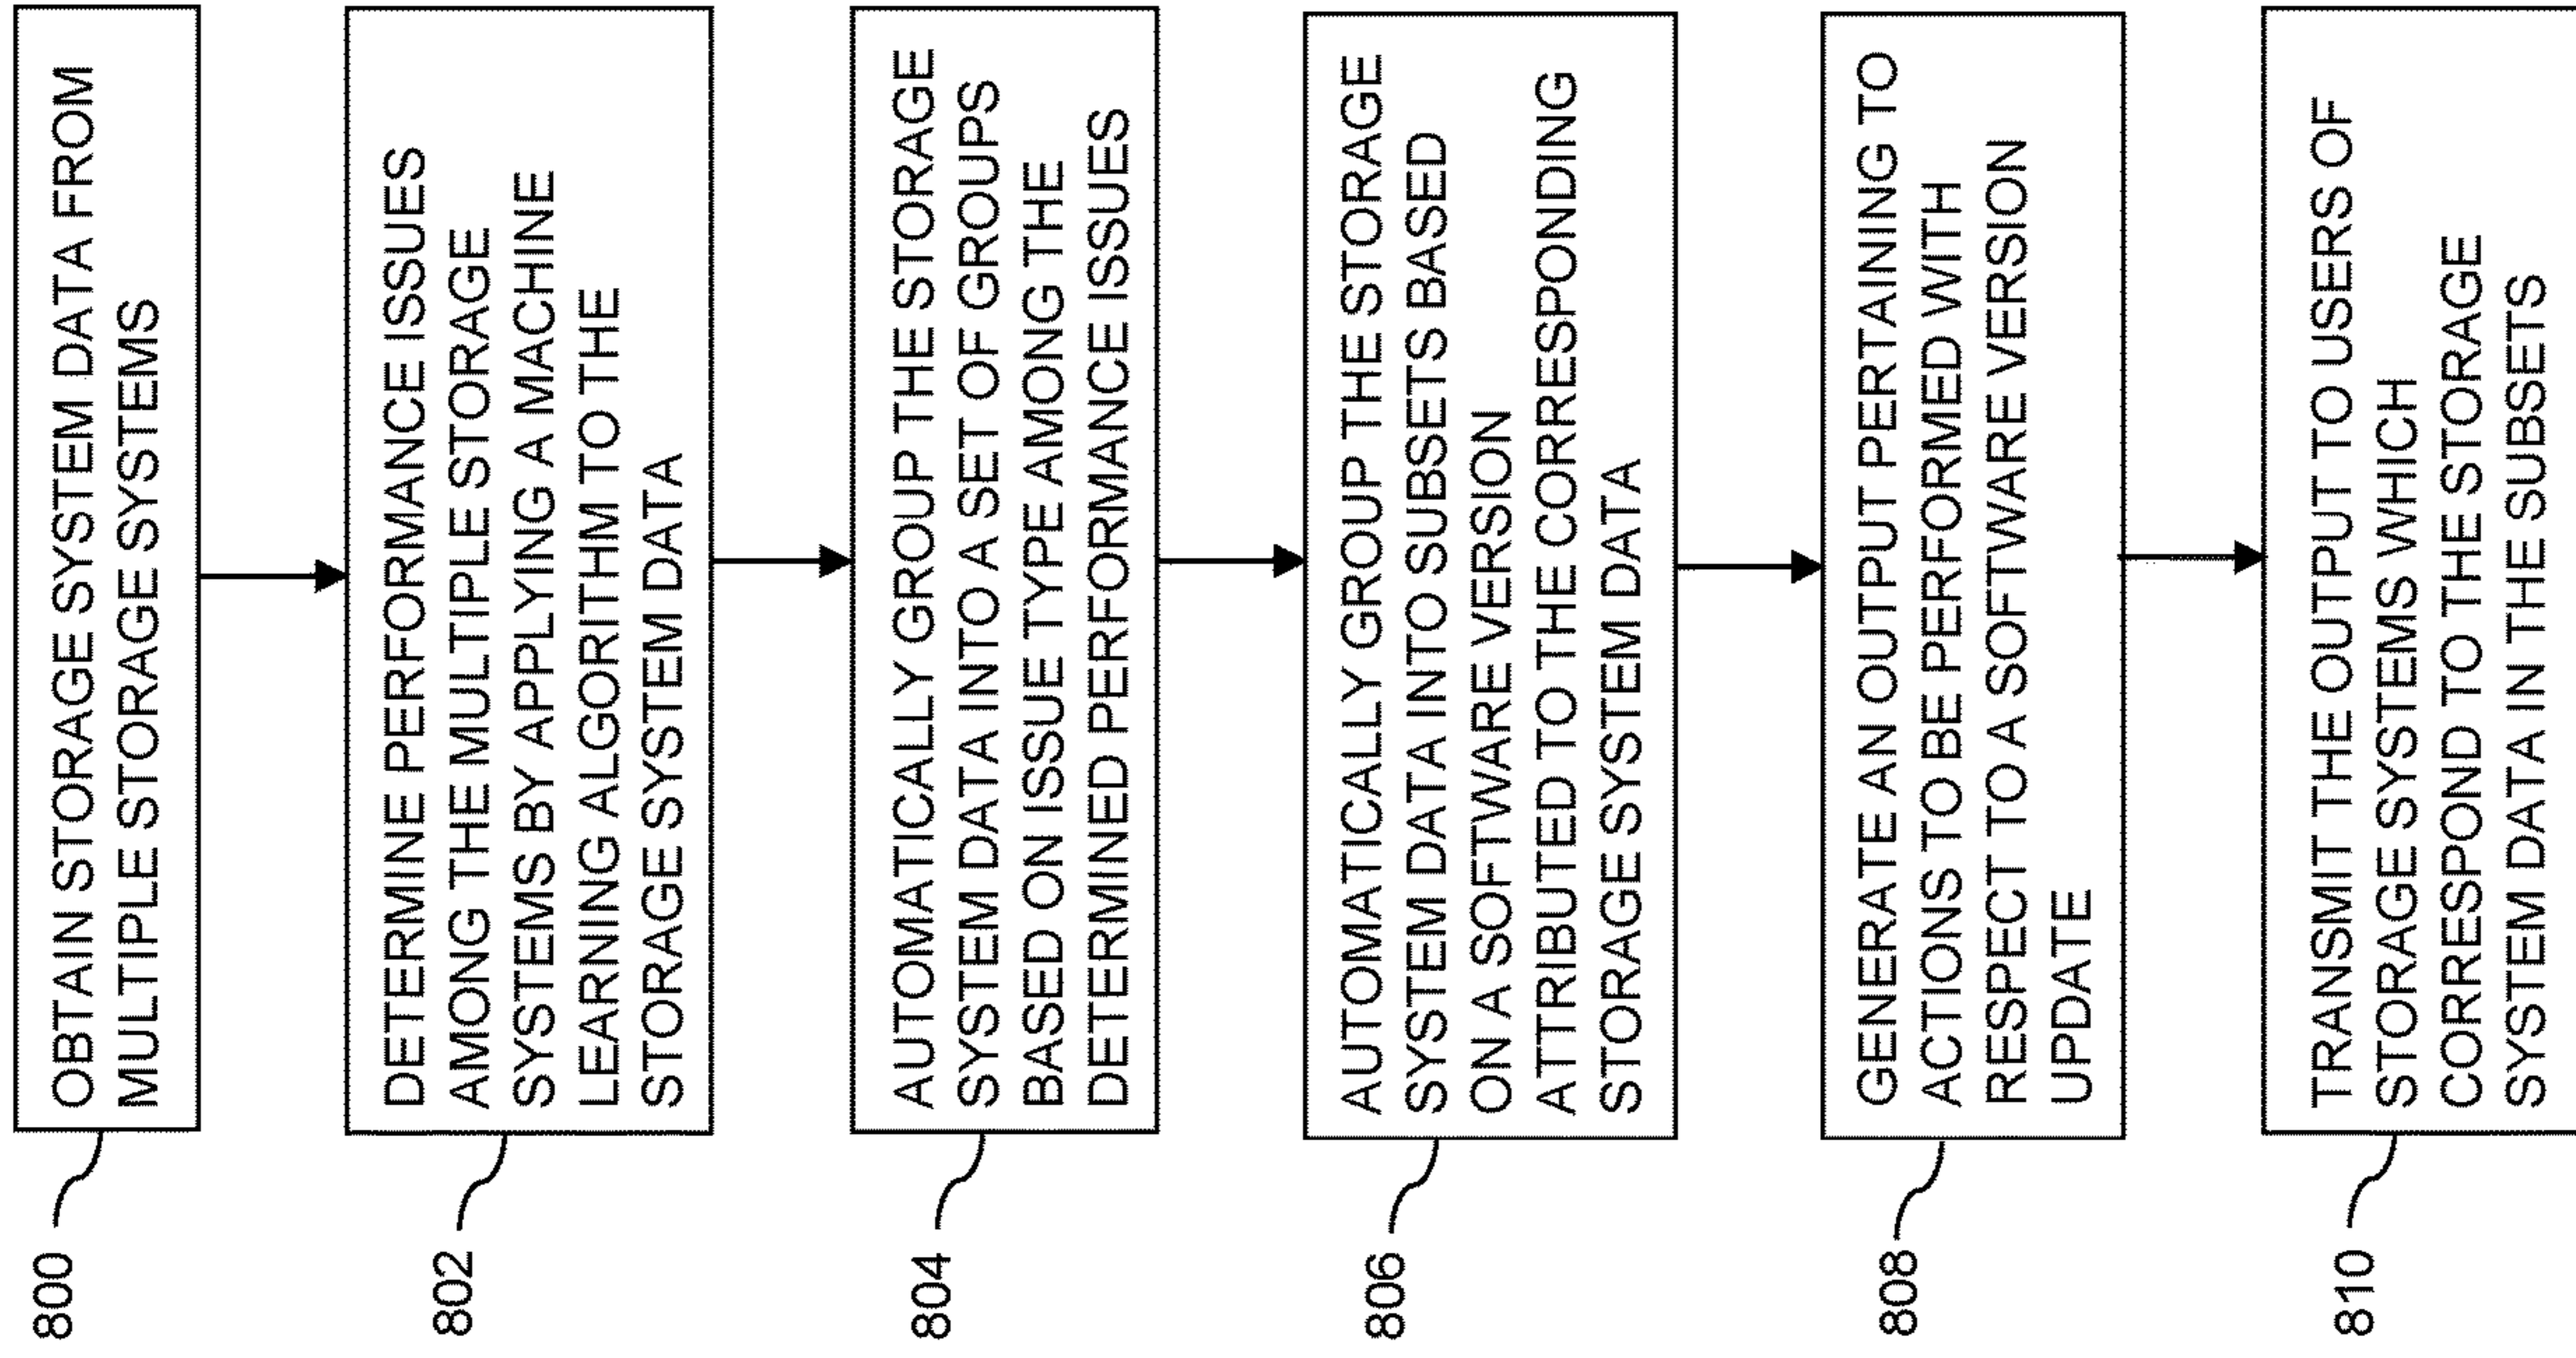 800
OBTAIN STORAGE SYSTEM DATA FROM
MULTIPLE STORAGE SYSTEMS
802
DETERMINE PERFORMANCE ISSUES
AMONG THE MULTIPLE STORAGE
SYSTEMS BY APPLYING A MACHINE
LEARNING ALGORITHM TO THE
STORAGE SYSTEM DATA
804
AUTOMATICALLY GROUP THE STORAGE
SYSTEM DATA INTO A SET OF GROUPS
BASED ON ISSUE TYPE AMONG THE
DETERMINED PERFORMANCE ISSUES
806
AUTOMATICALLY GROUP THE STORAGE
SYSTEM DATA INTO SUBSETS BASED
ON A SOFTWARE VERSION
ATTRIBUTED TO THE CORRESPONDING
STORAGE SYSTEM DATA
808
GENERATE AN OUTPUT PERTAINING TO
ACTIONS TO BE PERFORMED WITH
RESPECT TO A SOFTWARE VERSION
UPDATE
810
TRANSMIT THE OUTPUT TO USERS OF
STORAGE SYSTEMS WHICH
CORRESPOND TO THE STORAGE
SYSTEM DATA IN THE SUBSETS